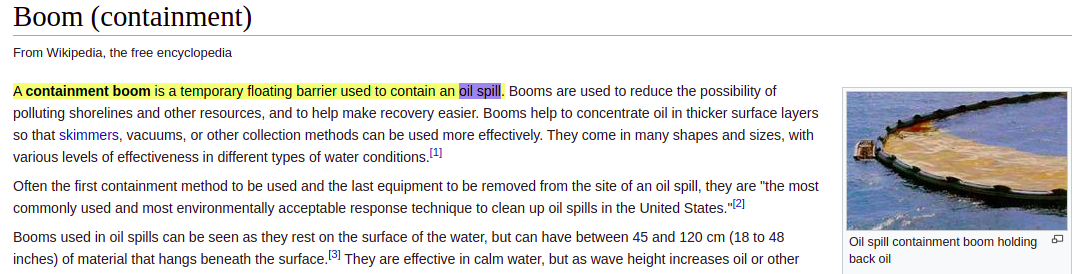 Boom (containment)
From Wikipedia, the free encyclopedia
A containment boom is a temporary floating barrier used to contain an oil spill. Booms are used to reduce the possibility of
polluting shorelines and other resources, and to help make recovery easier. Booms help to concentrate oil in thicker surface layers
so that skimmers, vacuums, or other collection methods can be used more effectively. They come in many shapes and sizes, with
various levels of effectiveness in different types of water conditions.[1]
Often the first containment method to be used and the last equipment to be removed from the site of an oil spill, they are "the most
commonly used and most environmentally acceptable response technique to clean up oil spills in the United States."[2]
Booms used in oil spills can be seen as they rest on the surface of the water, but can have between 45 and 120 cm (18 to 48
inches) of material that hangs beneath the surface.[3] They are effective in calm water, but as wave height increases oil or other
Oil spill containment boom holding
back oil